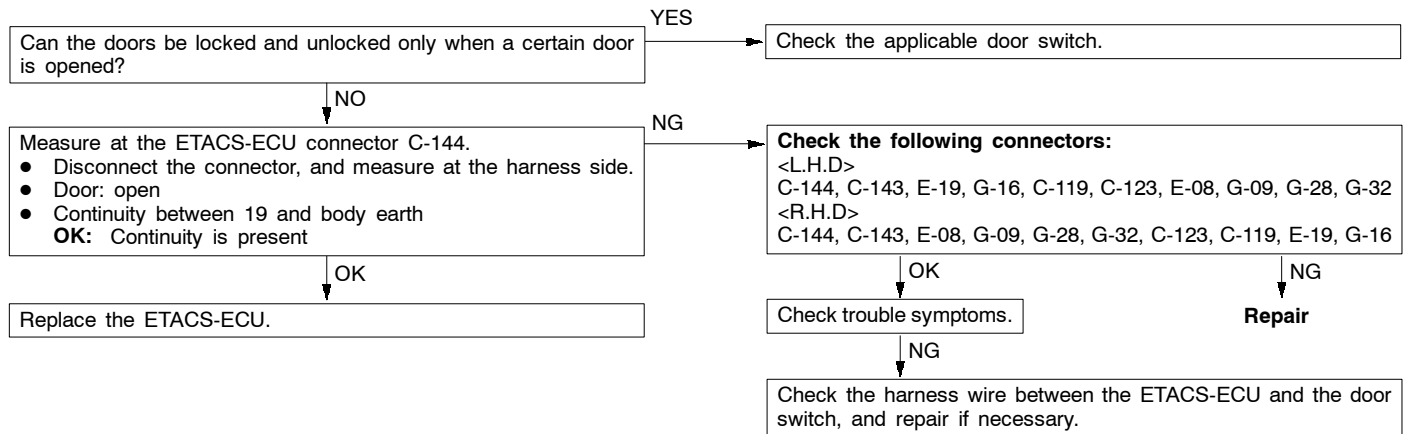 YES
Can the doors be locked and unlocked only when a certain door
is opened?
Check the applicable door switch.
NO
Measure at the ETACS-ECU connector C-144.
● Disconnect the connector, and measure at the harness side.
● Door: open
● Continuity between 19 and body earth
OK: Continuity is present
NG
Check the following connectors:
<L.H.D>
C-144, C-143, E-19, G-16, C-119, C-123, E-08, G-09, G-28, G-32
<R.H.D>
C-144, C-143, E-08, G-09, G-28, G-32, C-123, C-119, E-19, G-16
OK
Replace the ETACS-ECU.
OK
NG
Check trouble symptoms.
Repair
NG
Check the harness wire between the ETACS-ECU and the door
switch, and repair if necessary.